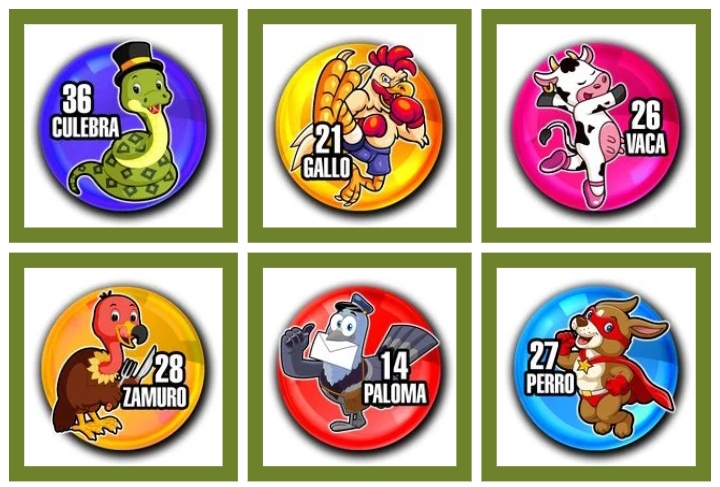 36
CULEBRA
21
GALLO
26
VACA
28
ZAMURO
14
PALOMA
27
PERRO